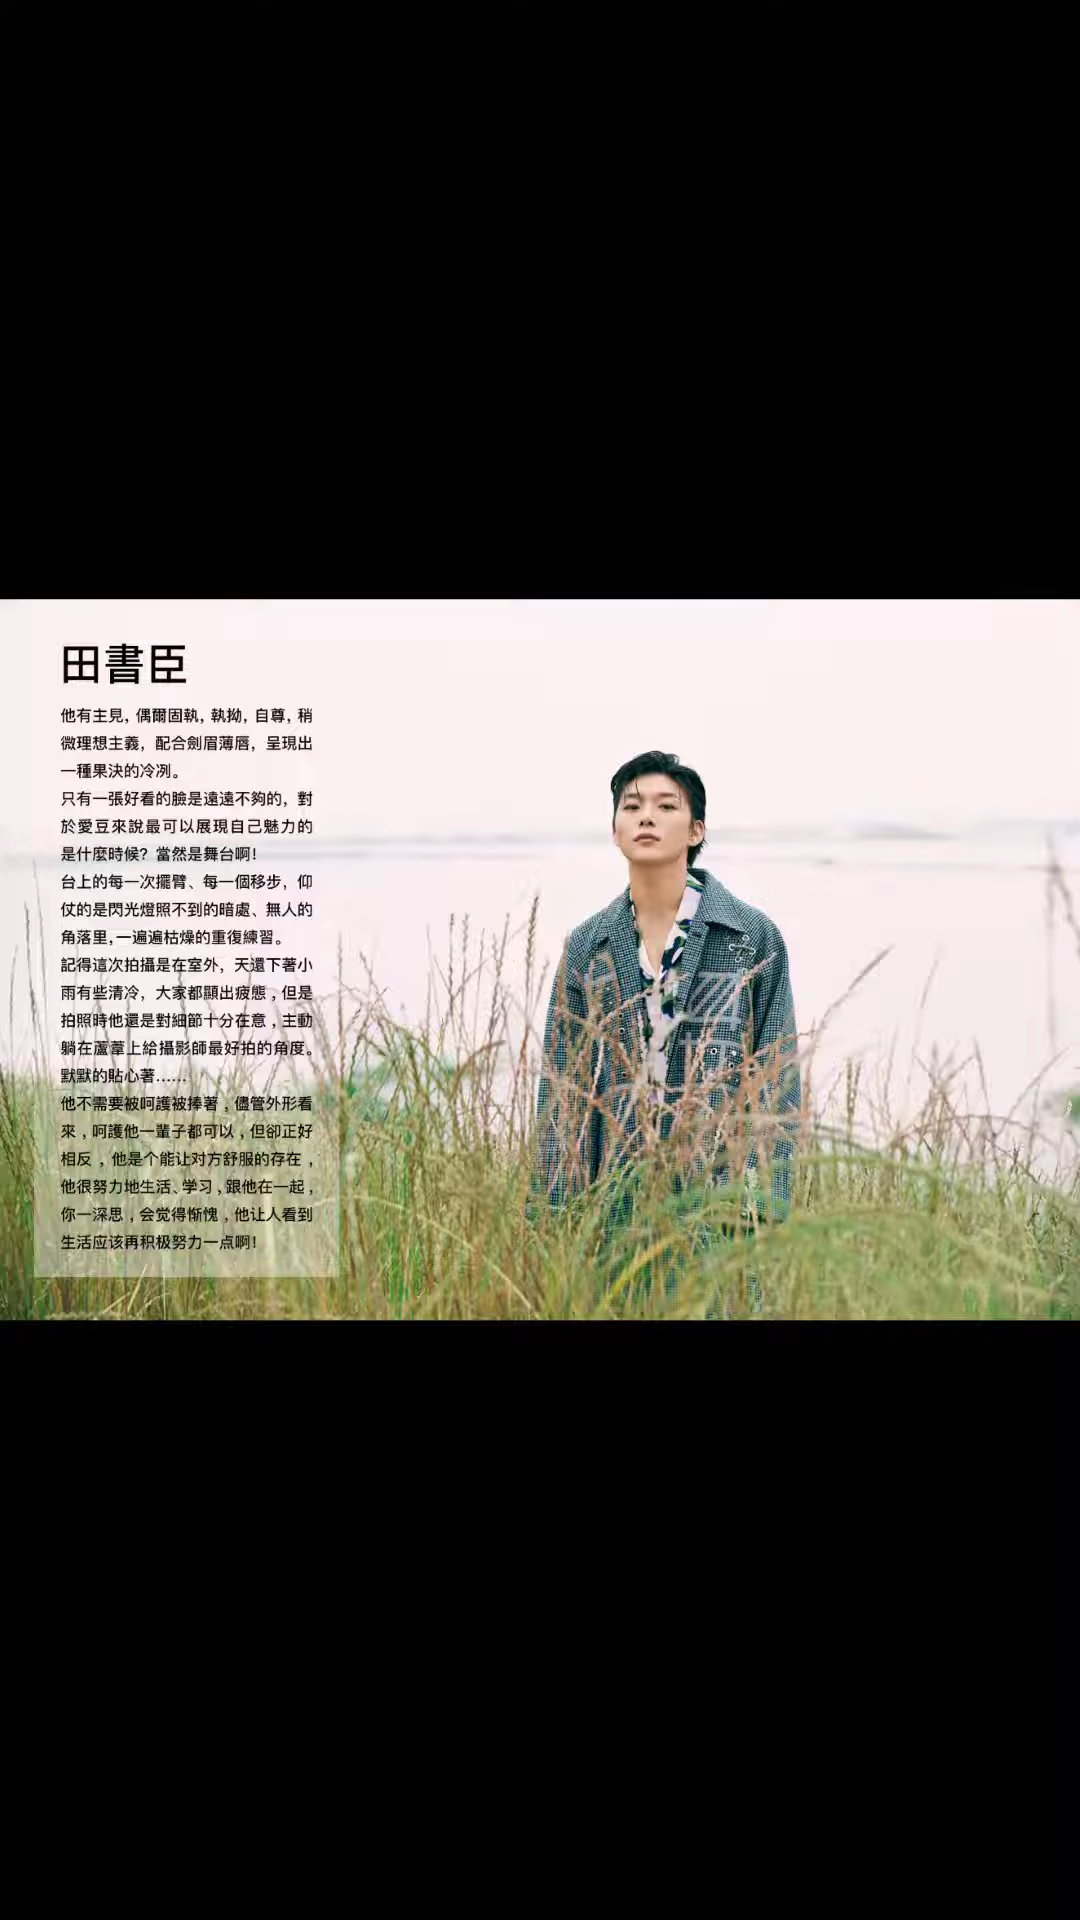 田書臣
他有主見，偶爾固執，執拗，自尊，稍
微理想主義，配合劍眉薄唇，呈現出
一種果決的冷冽。
只有一張好看的臉是遠遠不夠的，對
於愛豆來說最可以展現自己魅力的
是什麼時候？當然是舞台啊！
台上的每一次擺臂、每一個移步，仰
仗的是閃光燈照不到的暗處、無人的
角落里，一遍遍枯燥的重復練習。
記得這次拍攝是在室外，天還下著小
雨有些清冷，大家都顯出疲態，但是
拍照時他還是對細節十分在意，主動
躺在蘆葦上給攝影師最好拍的角度。
默默的貼心著……
他不需要被呵護被捧著，儘管外形看
來，呵護他一輩子都可以，但卻正好
相反，他是个能让对方舒服的存在，
他很努力地生活、学习，跟他在一起，
你一深思，会觉得惭愧，他让人看到
生活应该再积极努力一点啊！